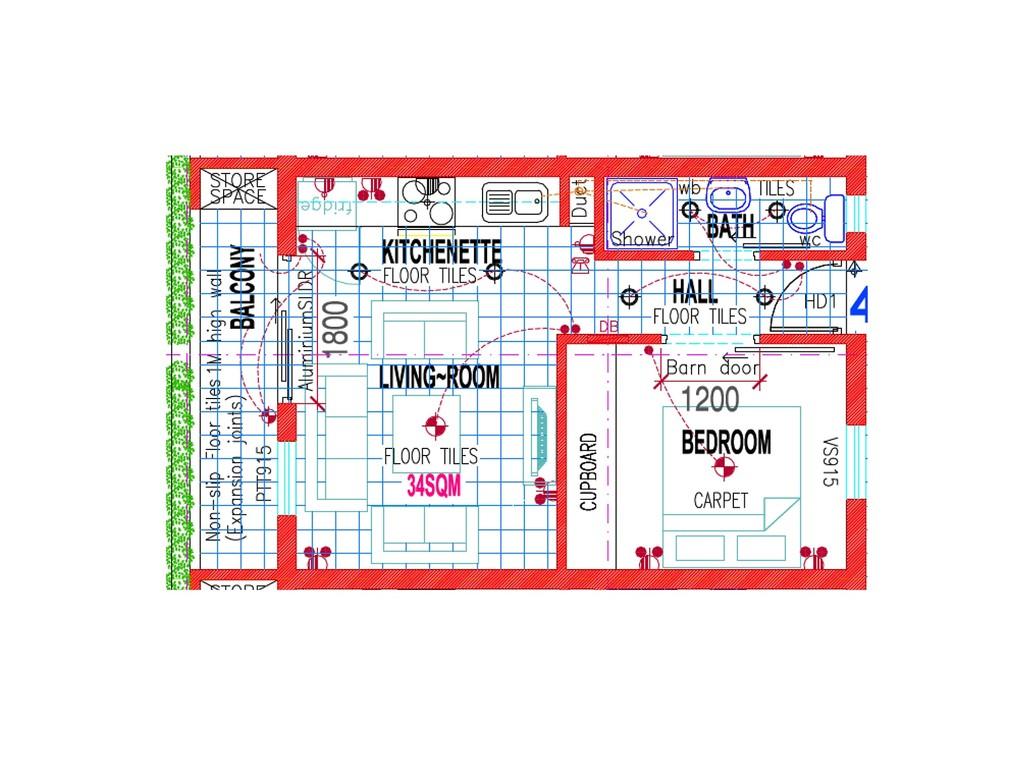 STORE
SPACE
fridge
Duct
wb
TILES
BATH
Shower
wc
KITCHENETTE
FLOOR TILES
BALCONY
Non-slip Floor tiles 1M high wall
(Expansion joints)
AluminiumSLDR
1800
HALL
FLOOR TILES
HD1
4
DB
LIVING~ROOM
FLOOR TILES
34SQM
PTT915
Barn door
1200
BEDROOM
CARPET
CUPBOARD
VS915
STORE